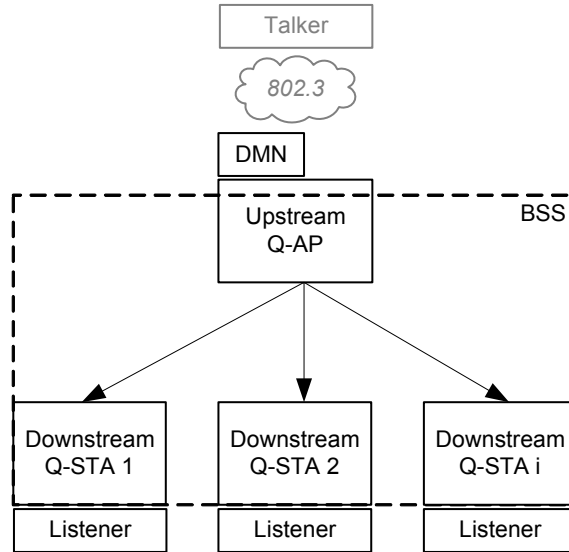 Talker
802.3
DMN
Upstream
Q-AP
BSS
Downstream
Q-STA 1
Downstream
Q-STA 2
Downstream
Q-STA i
Listener
Listener
Listener